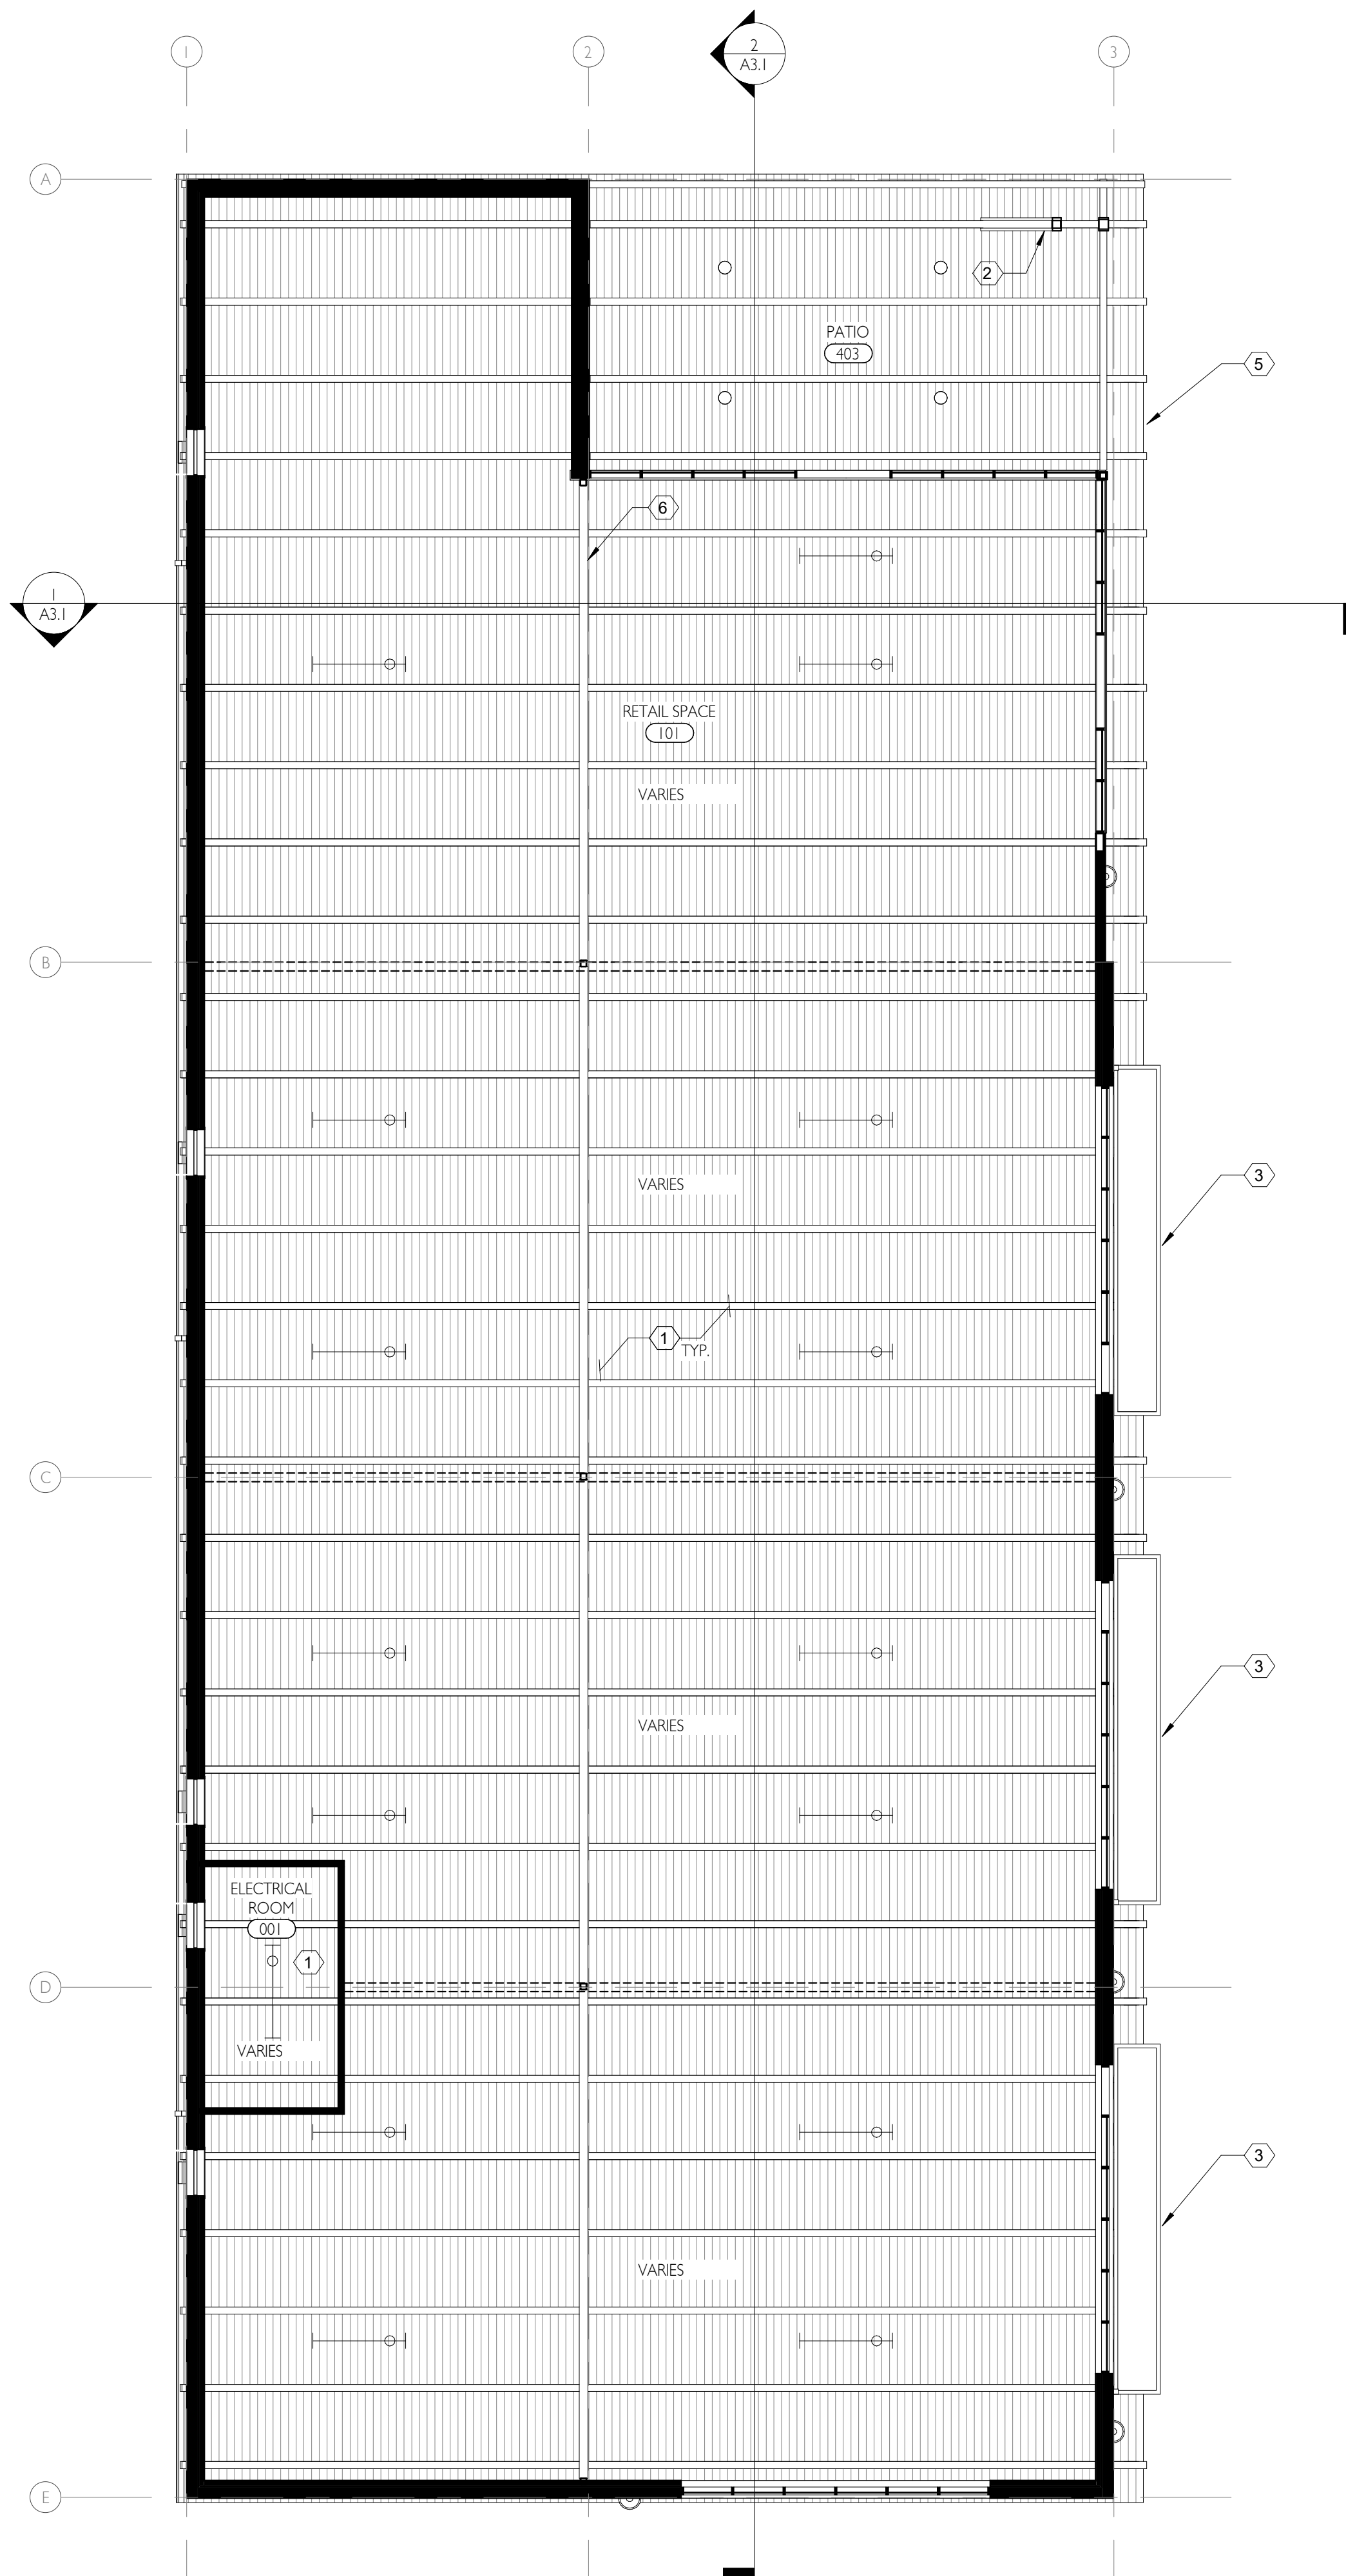 1
2
2
A3.1
3
A
2
PATIO
403
5
6
1
A3.1
RETAIL SPACE
101
VARIES
B
3
VARIES
1
TYP.
C
3
VARIES
ELECTRICAL
ROOM
001
1
D
VARIES
3
VARIES
E